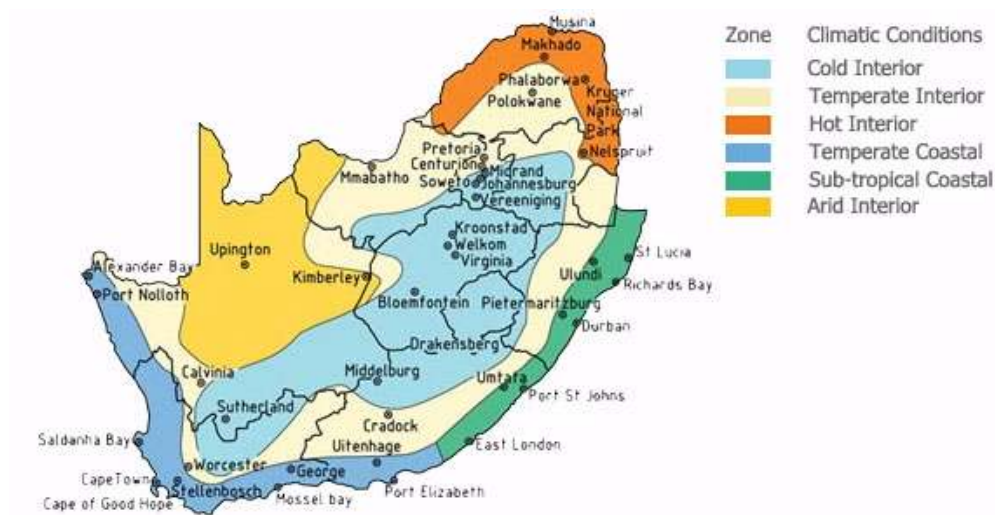 Musina
Makhado
Phalaborwa
Polokwane
Kruger
National
Park
Nelspruit
Pretoria
Centurion
Mmabatho
Midrand
Soweto
Johannesburg
Vereeniging
Kroonstad
Welkom
Virginia
Upington
Kimberley
Bloemfontein
Ulundi
St Lucia
Richards Bay
Pietermaritzburg
Durban
Drakensberg
Alexander Bay
Port Nolloth
Calvinia
Middelburg
Umtata
Port St Johns
Sutherland
Cradock
Uitenhage
East London
Saldanha Bay
Worcester
George
CapeTown
Stellenbosch
Mossel bay
Port Elizabeth
Cape of Good Hope
Zone Climatic Conditions
Cold Interior
Temperate Interior
Hot Interior
Temperate Coastal
Sub-tropical Coastal
Arid Interior